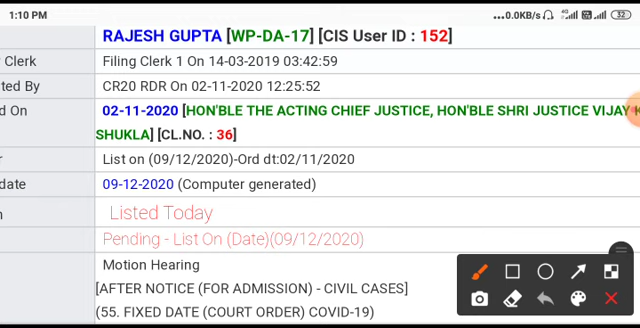 1:10 PM
...0.0KB/s 4G 32
RAJESH GUPTA [WP-DA-17] [CIS User ID : 152]
Clerk Filing Clerk 1 On 14-03-2019 03:42:59
ted By CR20 RDR On 02-11-2020 12:25:52
d On 02-11-2020 [HON'BLE THE ACTING CHIEF JUSTICE, HON'BLE SHRI JUSTICE VIJAY K
SHUKLA] [CL.NO. : 36]
r List on (09/12/2020)-Ord dt:02/11/2020
date 09-12-2020 (Computer generated)
n Listed Today
Pending - List On (Date)(09/12/2020)
Motion Hearing
[AFTER NOTICE (FOR ADMISSION) - CIVIL CASES]
(55. FIXED DATE (COURT ORDER) COVID-19)